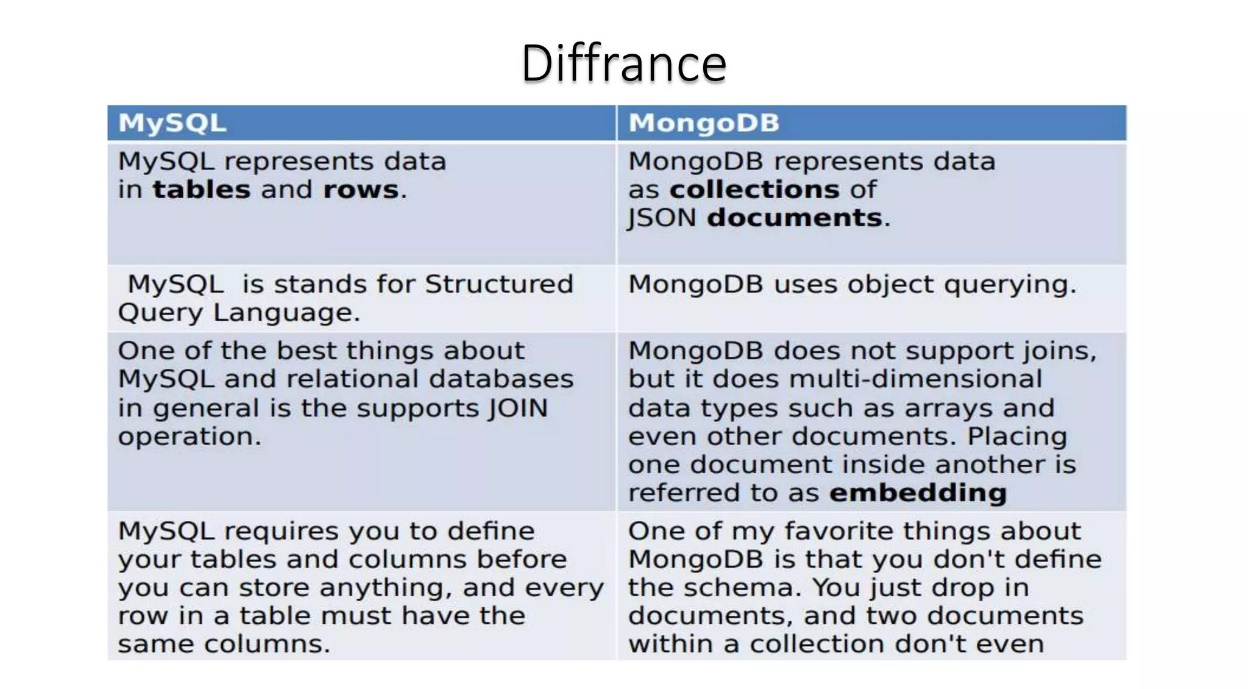 Diffrance
MySQL
MongoDB
MySQL represents data
in tables and rows.
MongoDB represents data
as collections of
JSON documents.
MySQL  is stands for Structured
Query Language.
MongoDB uses object querying.
One of the best things about
MySQL and relational databases
in general is the supports JOIN
operation.
MongoDB does not support joins,
but it does multi-dimensional
data types such as arrays and
even other documents. Placing
one document inside another is
referred to as embedding
MySQL requires you to define
your tables and columns before
you can store anything, and every
row in a table must have the
same columns.
One of my favorite things about
MongoDB is that you don't define
the schema. You just drop in
documents, and two documents
within a collection don't even